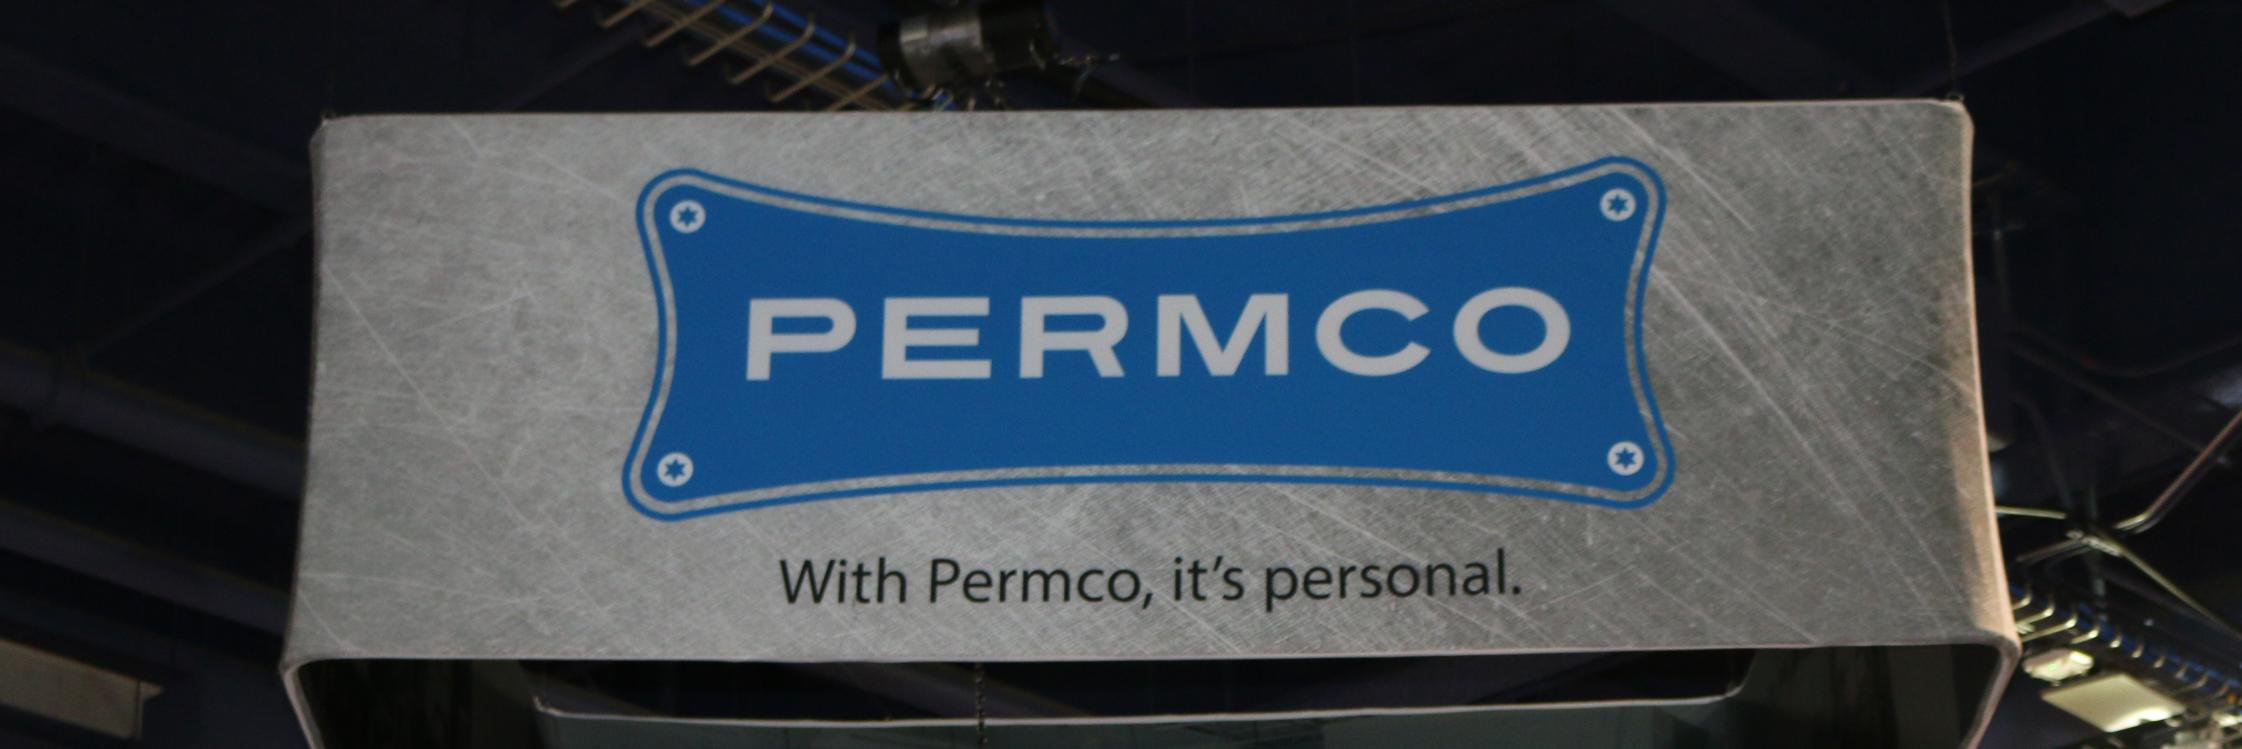 PERMCO
With Permco, it's personal.